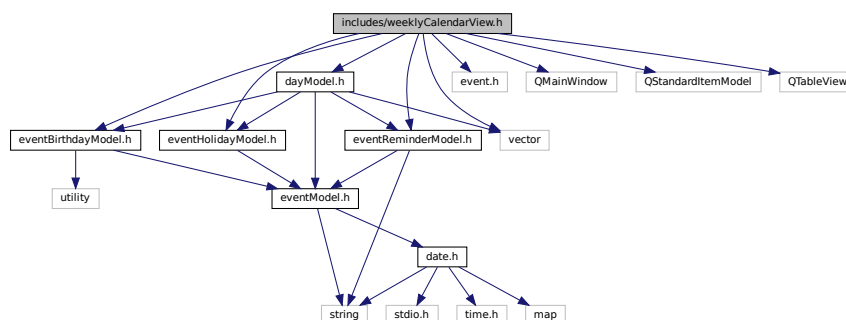 includes/weeklyCalendarView.h
dayModel.h
event.h
QMainWindow
QStandardItemModel
QTableView
eventBirthdayModel.h
eventHolidayModel.h
eventReminderModel.h
vector
utility
eventModel.h
date.h
string
stdio.h
time.h
map